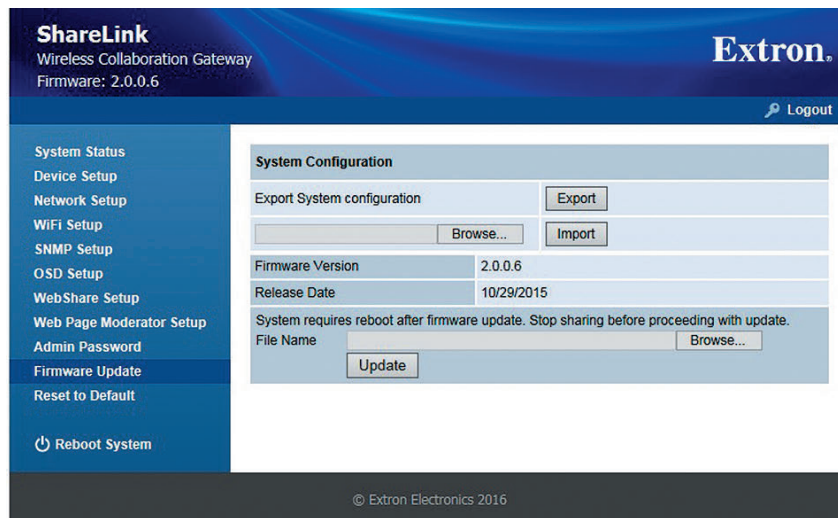 ShareLink
Wireless Collaboration Gateway
Firmware: 2.0.0.6
Extron®
Logout
System Status
Device Setup
Network Setup
WiFi Setup
SNMP Setup
OSD Setup
WebShare Setup
Web Page Moderator Setup
Admin Password
Firmware Update
Reset to Default
Reboot System
System Configuration
Export System configuration Export
Browse... Import
Firmware Version 2.0.0.6
Release Date 10/29/2015
System requires reboot after firmware update. Stop sharing before proceeding with update.
File Name Browse...
Update
© Extron Electronics 2016